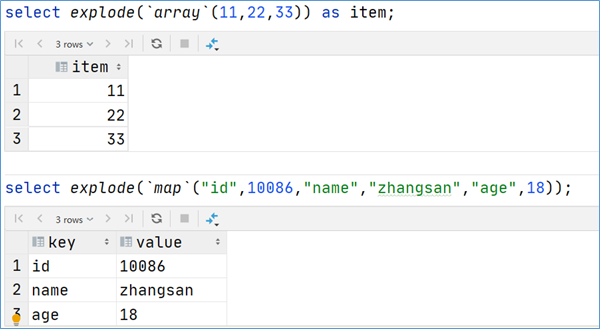 select explode(`array`(11,22,33)) as item;
3 rows
item
1 11
2 22
3 33
select explode(`map`("id",10086,"name","zhangsan","age",18));
3 rows
key value
1 id 10086
2 name zhangsan
3 age 18